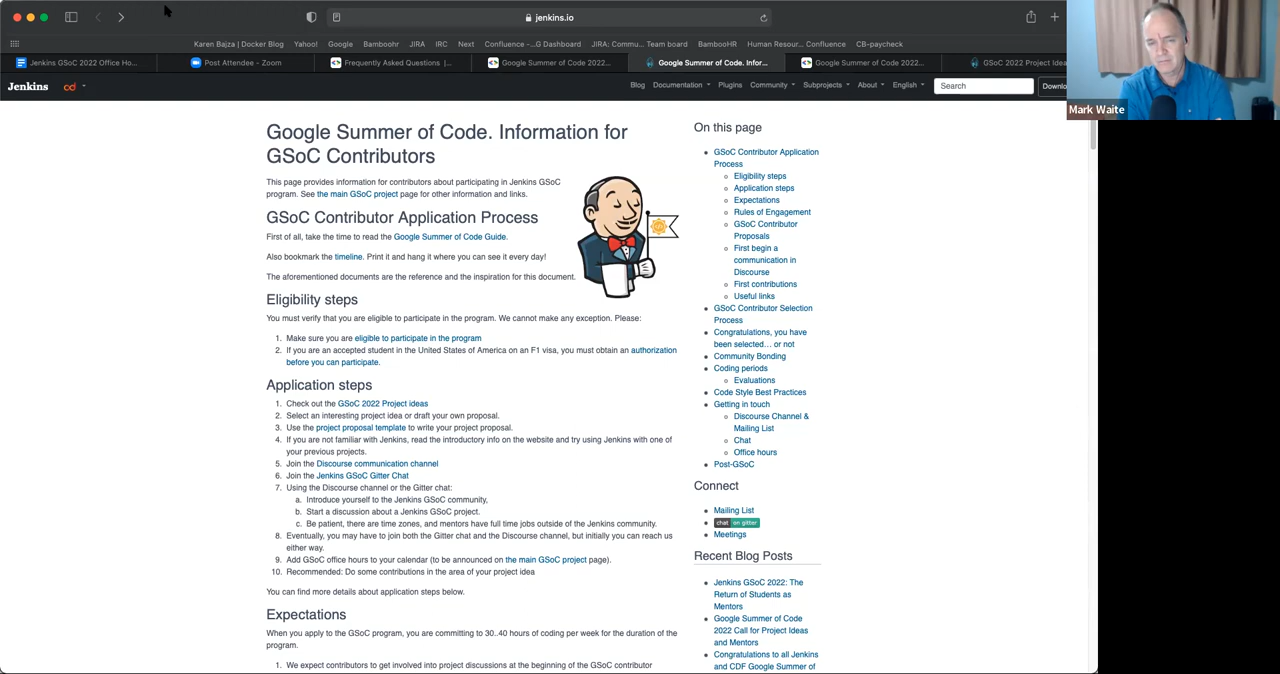 jenkins.io
Karen Bajza | Docker Blog Yahoo! Google Bamboohr JIRA IRC Next Confluence -...G Dashboard JIRA: Commu... Team board BambooHR Human Resour... Confluence CB-paycheck
Jenkins GSoC 2022 Office Ho... Post Attendee - Zoom Frequently Asked Questions |... Google Summer of Code 2022... Google Summer of Code. Infor... Google Summer of Code 2022... GSoC 2022 Project Idea
Jenkins cd Blog Documentation Plugins Community Subprojects About English Search Downlo
Mark Waite
Google Summer of Code. Information for
GSoC Contributors
This page provides information for contributors about participating in Jenkins GSoC
program. See the main GSoC project page for other information and links.
GSoC Contributor Application Process
First of all, take the time to read the Google Summer of Code Guide.
Also bookmark the timeline. Print it and hang it where you can see it every day!
The aforementioned documents are the reference and the inspiration for this document.
Eligibility steps
You must verify that you are eligible to participate in the program. We cannot make any exception. Please:
1. Make sure you are eligible to participate in the program
2. If you are an accepted student in the United States of America on an F1 visa, you must obtain an authorization
before you can participate.
Application steps
1. Check out the GSoC 2022 Project ideas
2. Select an interesting project idea or draft your own proposal.
3. Use the project proposal template to write your project proposal.
4. If you are not familiar with Jenkins, read the introductory info on the website and try using Jenkins with one of
your previous projects.
5. Join the Discourse communication channel
6. Join the Jenkins GSoC Gitter Chat
7. Using the Discourse channel or the Gitter chat:
a. Introduce yourself to the Jenkins GSoC community,
b. Start a discussion about a Jenkins GSoC project.
c. Be patient, there are time zones, and mentors have full time jobs outside of the Jenkins community.
8. Eventually, you may have to join both the Gitter chat and the Discourse channel, but initially you can reach us
either way.
9. Add GSoC office hours to your calendar (to be announced on the main GSoC project page).
10. Recommended: Do some contributions in the area of your project idea
You can find more details about application steps below.
Expectations
When you apply to the GSoC program, you are committing to 30..40 hours of coding per week for the duration of the
program.
1. We expect contributors to get involved into project discussions at the beginning of the GSoC contributor
On this page
GSoC Contributor Application
Process
Eligibility steps
Application steps
Expectations
Rules of Engagement
GSoC Contributor
Proposals
First begin a
communication in
Discourse
First contributions
Useful links
GSoC Contributor Selection
Process
Congratulations, you have
been selected... or not
Community Bonding
Coding periods
Evaluations
Code Style Best Practices
Getting in touch
Discourse Channel &
Mailing List
Chat
Office hours
Post-GSoC
Connect
Mailing List
chat on gitter
Meetings
Recent Blog Posts
Jenkins GSoC 2022: The
Return of Students as
Mentors
Google Summer of Code
2022 Call for Project Ideas
and Mentors
Congratulations to all Jenkins
and CDF Google Summer of